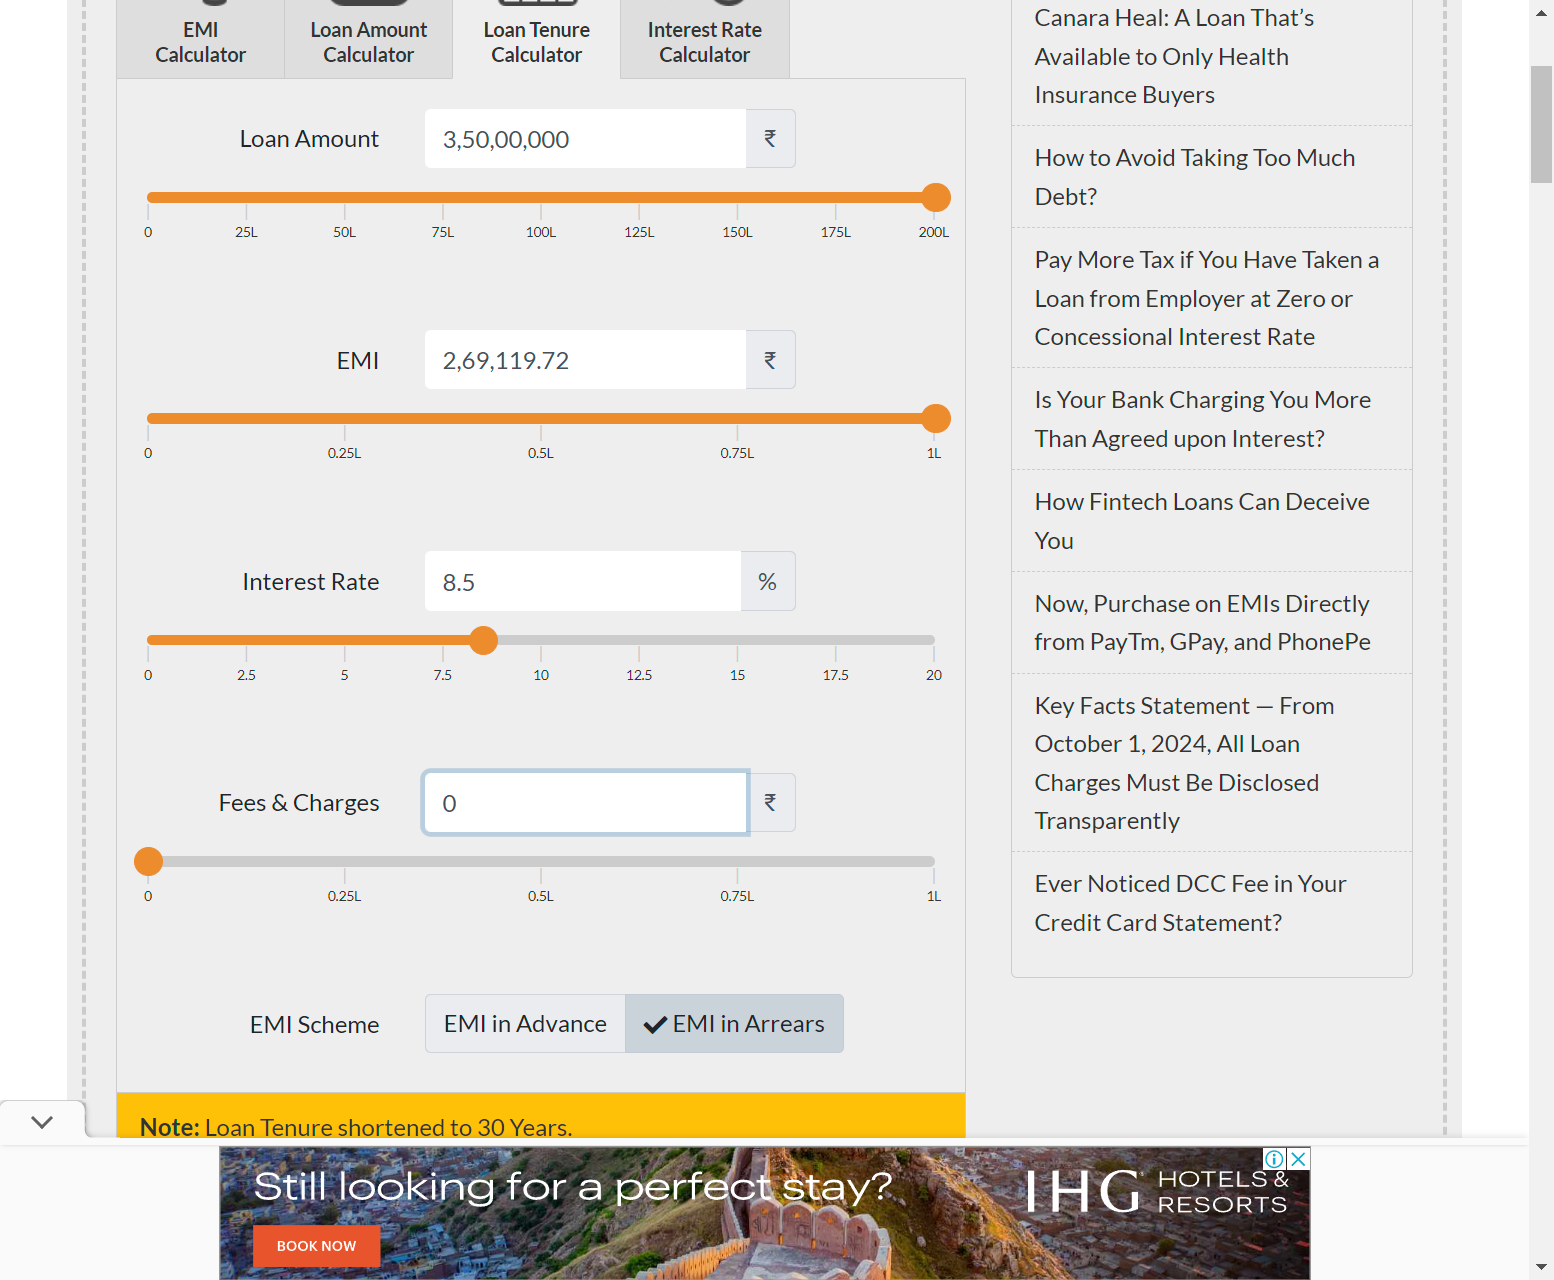 EMI
Calculator
Loan Amount
Calculator
Loan Tenure
Calculator
Interest Rate
Calculator
Loan Amount
3,50,00,000
₹
0
25L
50L
75L
100L
125L
150L
175L
200L
EMI
2,69,119.72
₹
0
0.25L
0.5L
0.75L
1L
Interest Rate
8.5
%
0
2.5
5
7.5
10
12.5
15
17.5
20
Fees & Charges
0
₹
0
0.25L
0.5L
0.75L
1L
EMI Scheme
EMI in Advance
EMI in Arrears
Note: Loan Tenure shortened to 30 Years.
Canara Heal: A Loan That’s
Available to Only Health
Insurance Buyers
How to Avoid Taking Too Much
Debt?
Pay More Tax if You Have Taken a
Loan from Employer at Zero or
Concessional Interest Rate
Is Your Bank Charging You More
Than Agreed upon Interest?
How Fintech Loans Can Deceive
You
Now, Purchase on EMIs Directly
from PayTm, GPay, and PhonePe
Key Facts Statement — From
October 1, 2024, All Loan
Charges Must Be Disclosed
Transparently
Ever Noticed DCC Fee in Your
Credit Card Statement?
Still looking for a perfect stay?
BOOK NOW
IHG HOTELS &
RESORTS